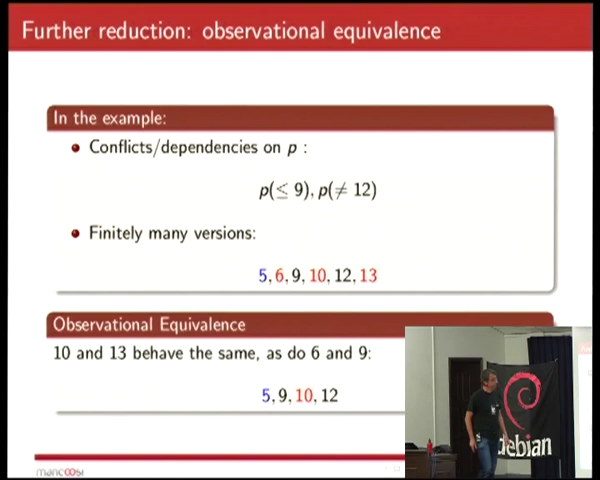 Further reduction: observational equivalence
In the example:
Conflicts/dependencies on p :
p(≤ 9), p(≠ 12)
Finitely many versions:
5, 6, 9, 10, 12, 13
Observational Equivalence
10 and 13 behave the same, as do 6 and 9:
5, 9, 10, 12
debian
mancoosi